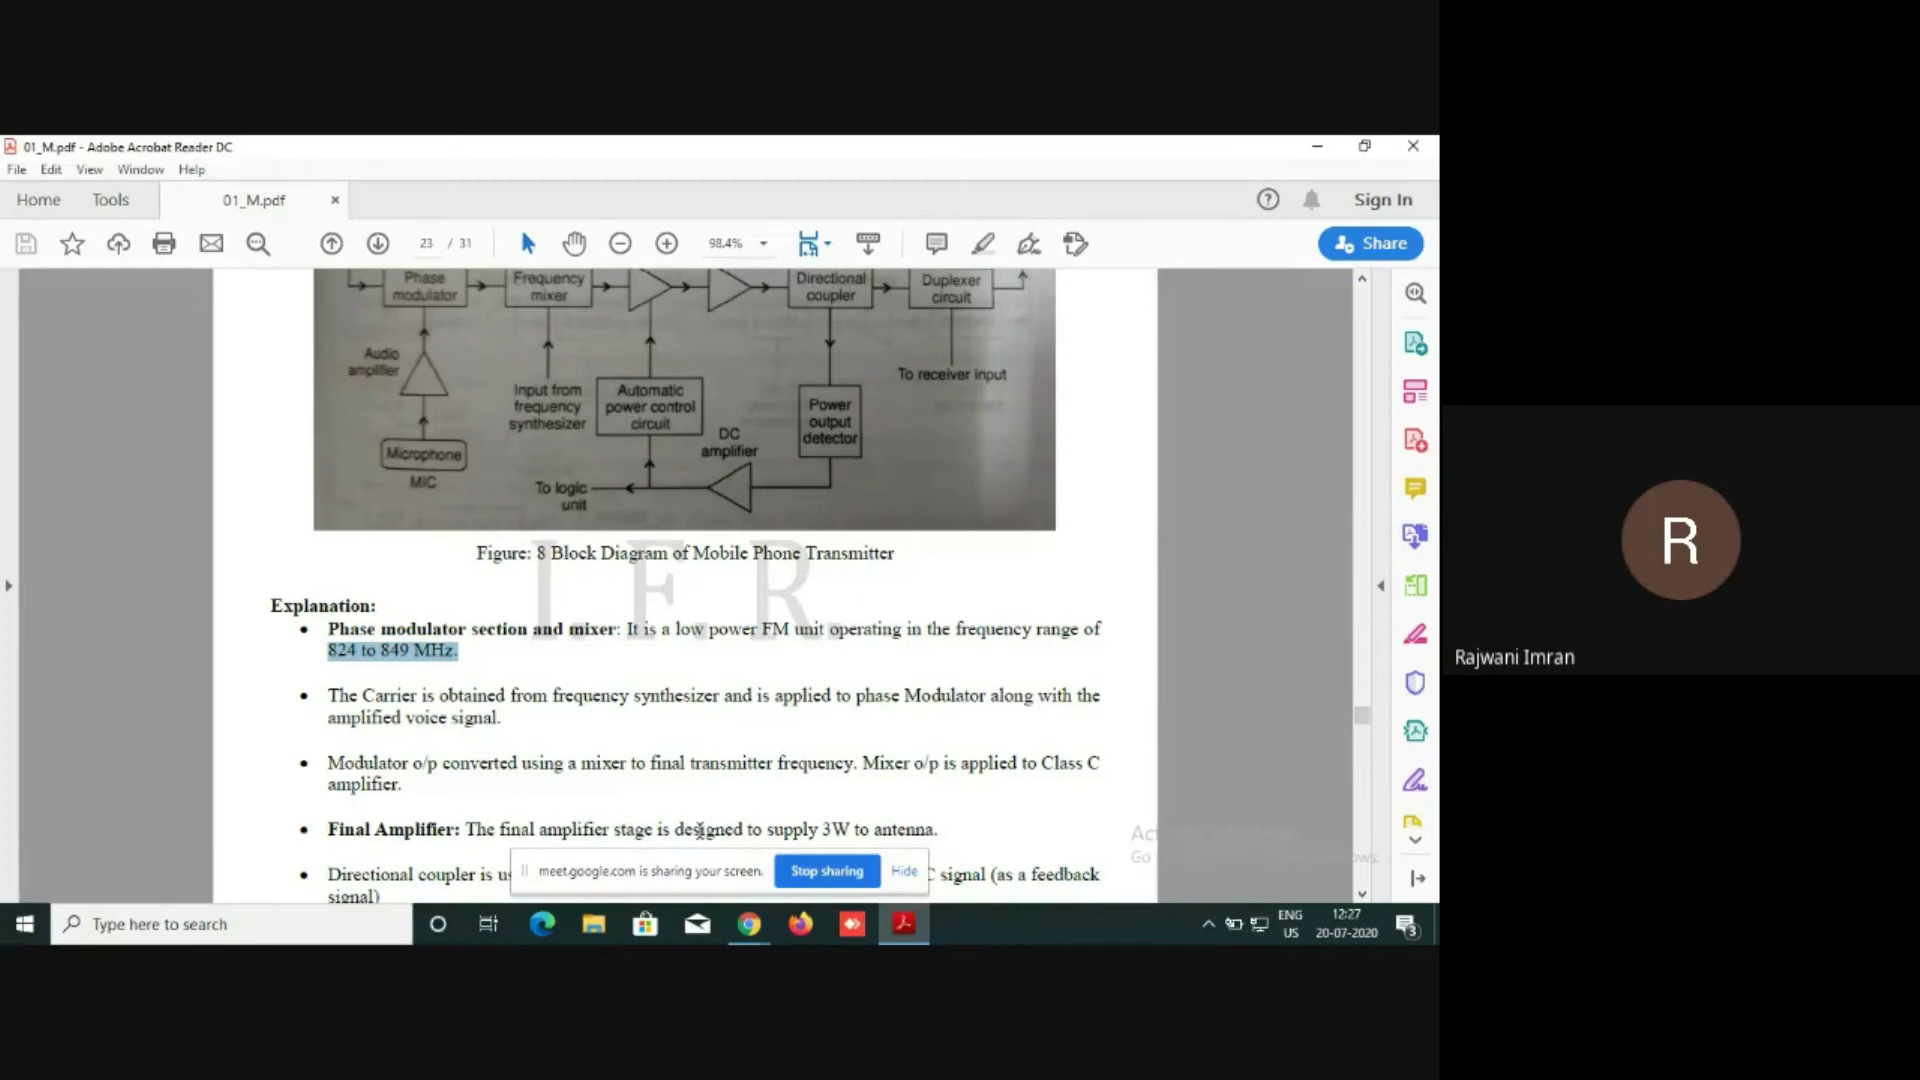 01_M.pdf - Adobe Acrobat Reader DC
File Edit View Window Help
Home Tools 01_M.pdf × Sign In
23 / 31 98.4% Share
Phase modulator
Frequency mixer
Directional coupler
Duplexer circuit
Audio amplifier
Input from frequency synthesizer
Automatic power control circuit
Power output detector
To receiver input
DC amplifier
Microphone
MIC
To logic unit
Figure: 8 Block Diagram of Mobile Phone Transmitter
I. F. R.
Explanation:
• Phase modulator section and mixer: It is a low power FM unit operating in the frequency range of
824 to 849 MHz.
• The Carrier is obtained from frequency synthesizer and is applied to phase Modulator along with the
amplified voice signal.
• Modulator o/p converted using a mixer to final transmitter frequency. Mixer o/p is applied to Class C
amplifier.
• Final Amplifier: The final amplifier stage is designed to supply 3W to antenna.
• Directional coupler is
signal (as a feedback
signal)
meet.google.com is sharing your screen. Stop sharing Hide
Type here to search
ENG
US
12:27
20-07-2020
3
R
Rajwani Imran